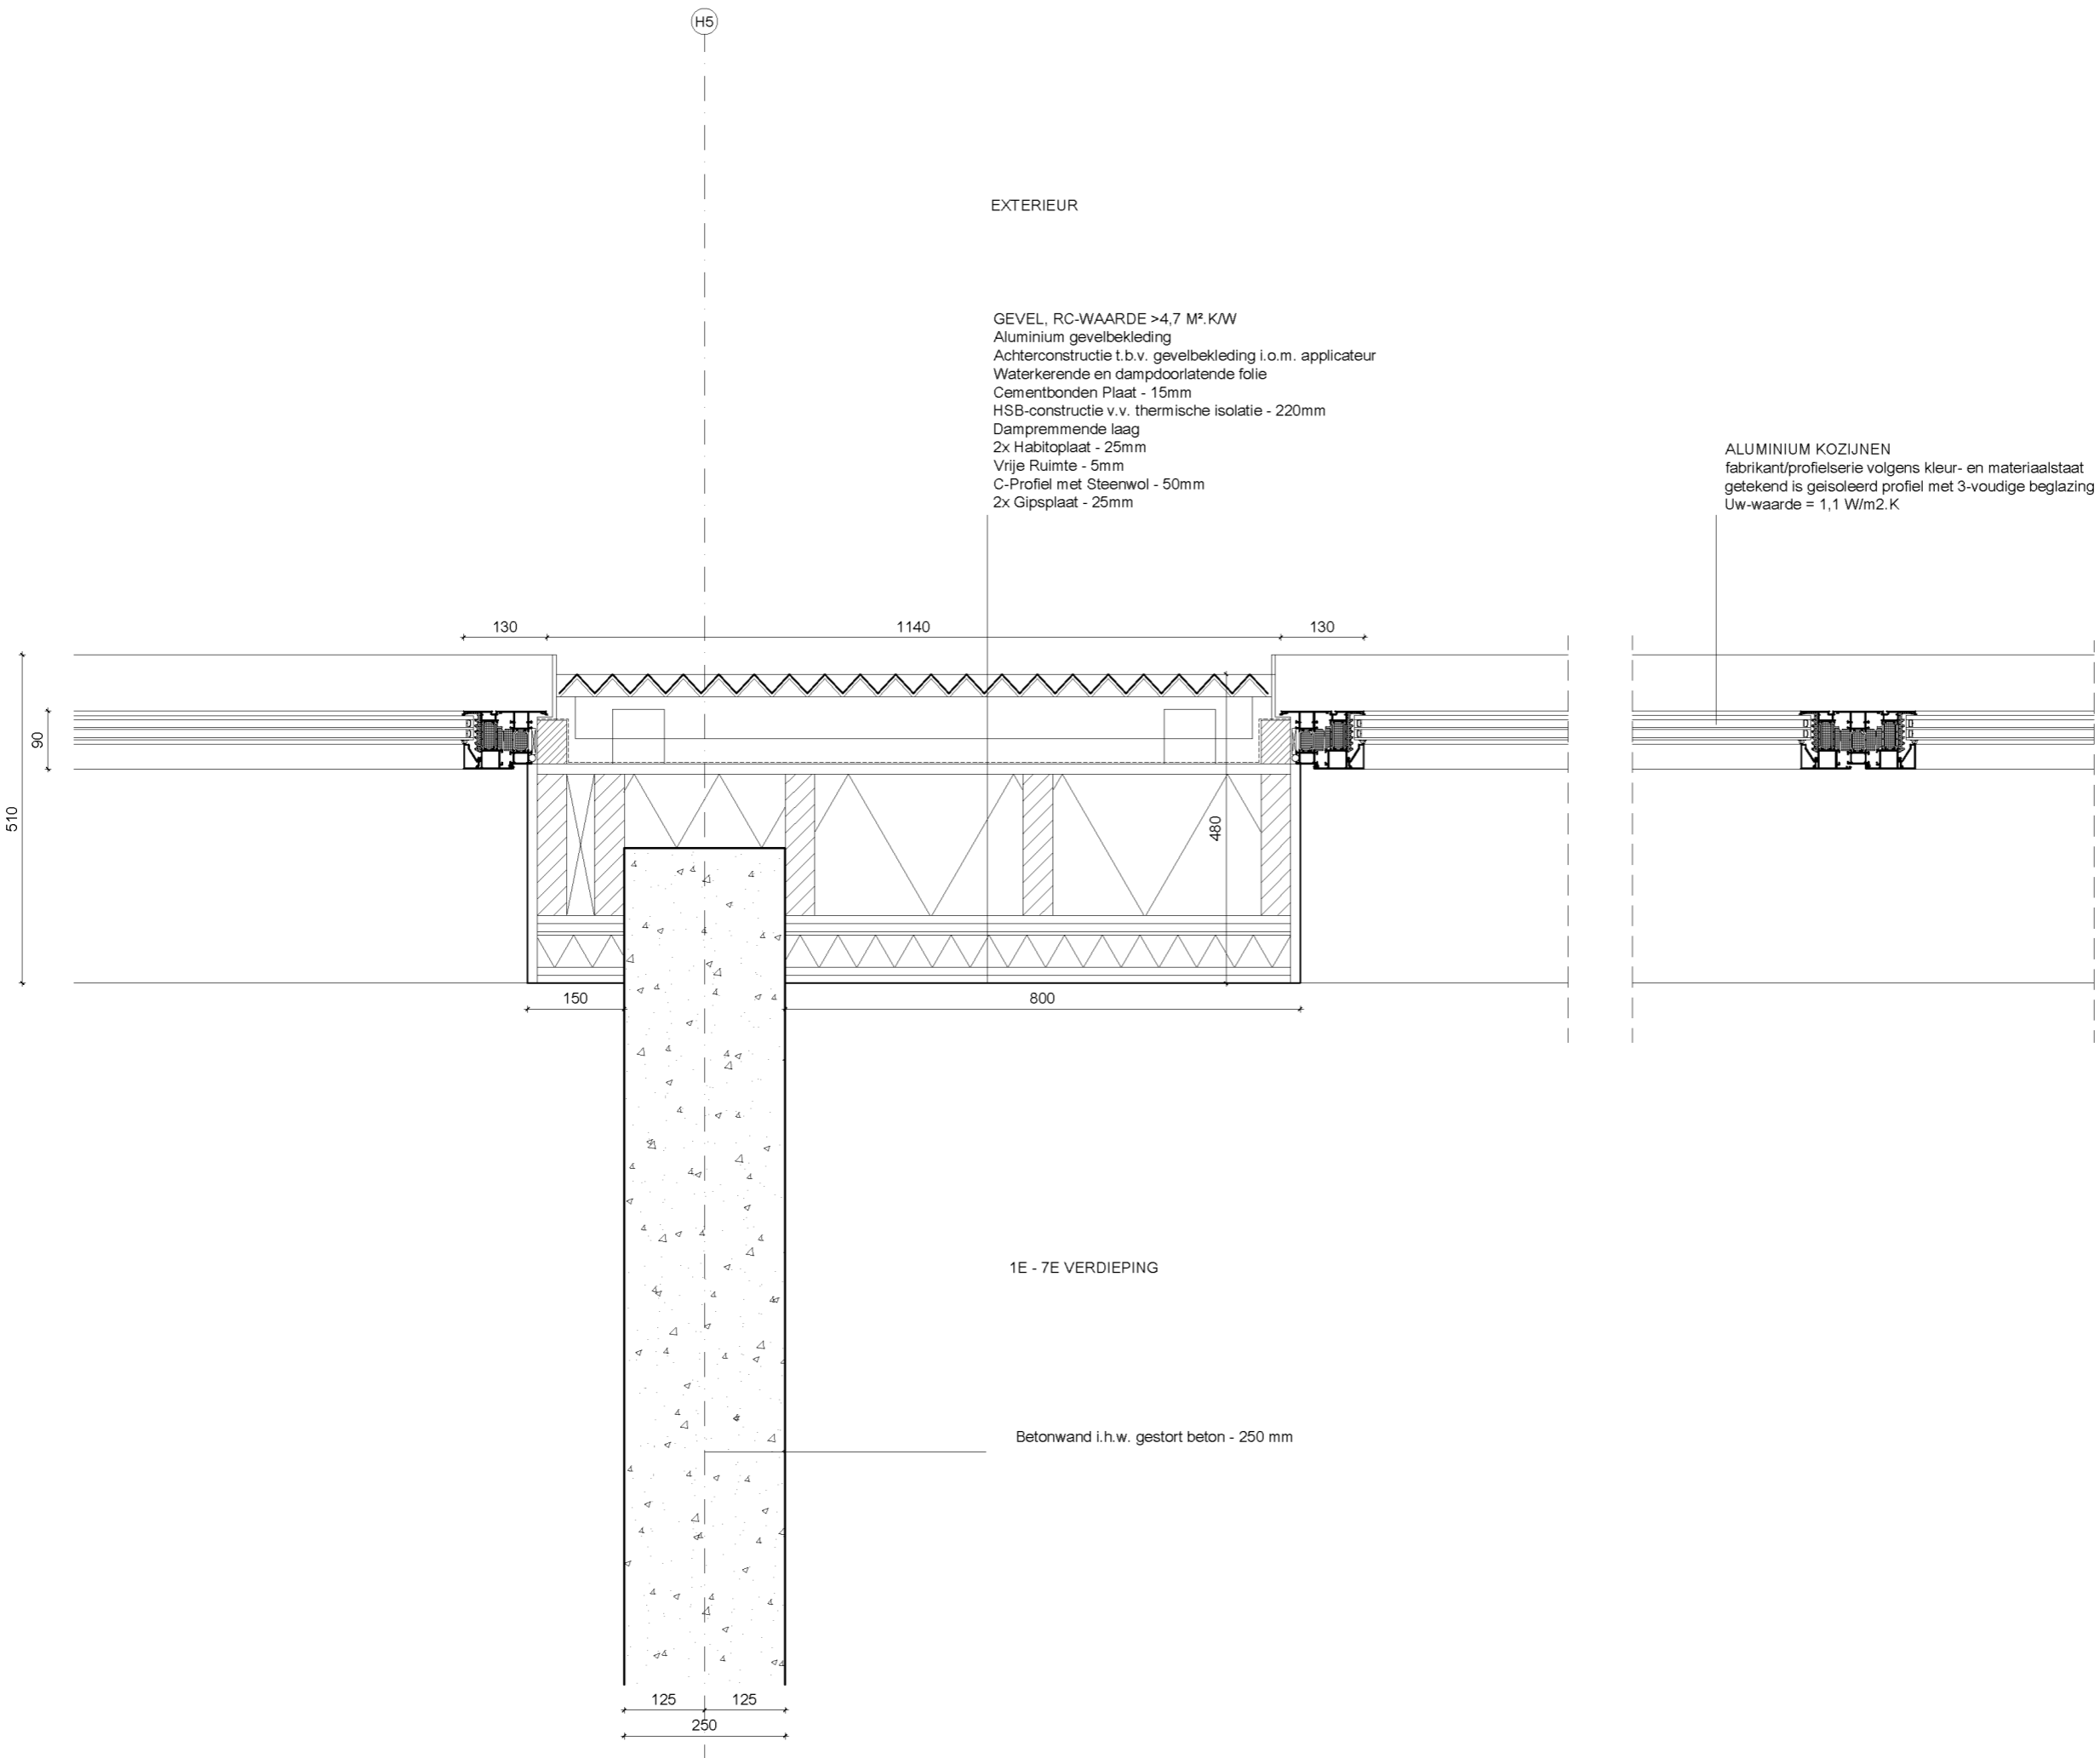 H5
EXTERIEUR
GEVEL, RC-WAARDE >4,7 M².K/W
Aluminium gevelbekleding
Achterconstructie t.b.v. gevelbekleding i.o.m. applicateur
Waterkerende en dampdoorlatende folie
Cementbonden Plaat - 15mm
HSB-constructie v.v. thermische isolatie - 220mm
Dampremmende laag
2x Habitoplaat - 25mm
Vrije Ruimte - 5mm
C-Profiel met Steenwol - 50mm
2x Gipsplaat - 25mm
ALUMINIUM KOZIJNEN
fabrikant/profielserie volgens kleur- en materiaalstaat
getekend is geisoleerd profiel met 3-voudige beglazing
Uw-waarde = 1,1 W/m2.K
130
1140
130
90
510
480
150
800
1E - 7E VERDIEPING
Betonwand i.h.w. gestort beton - 250 mm
125
125
250